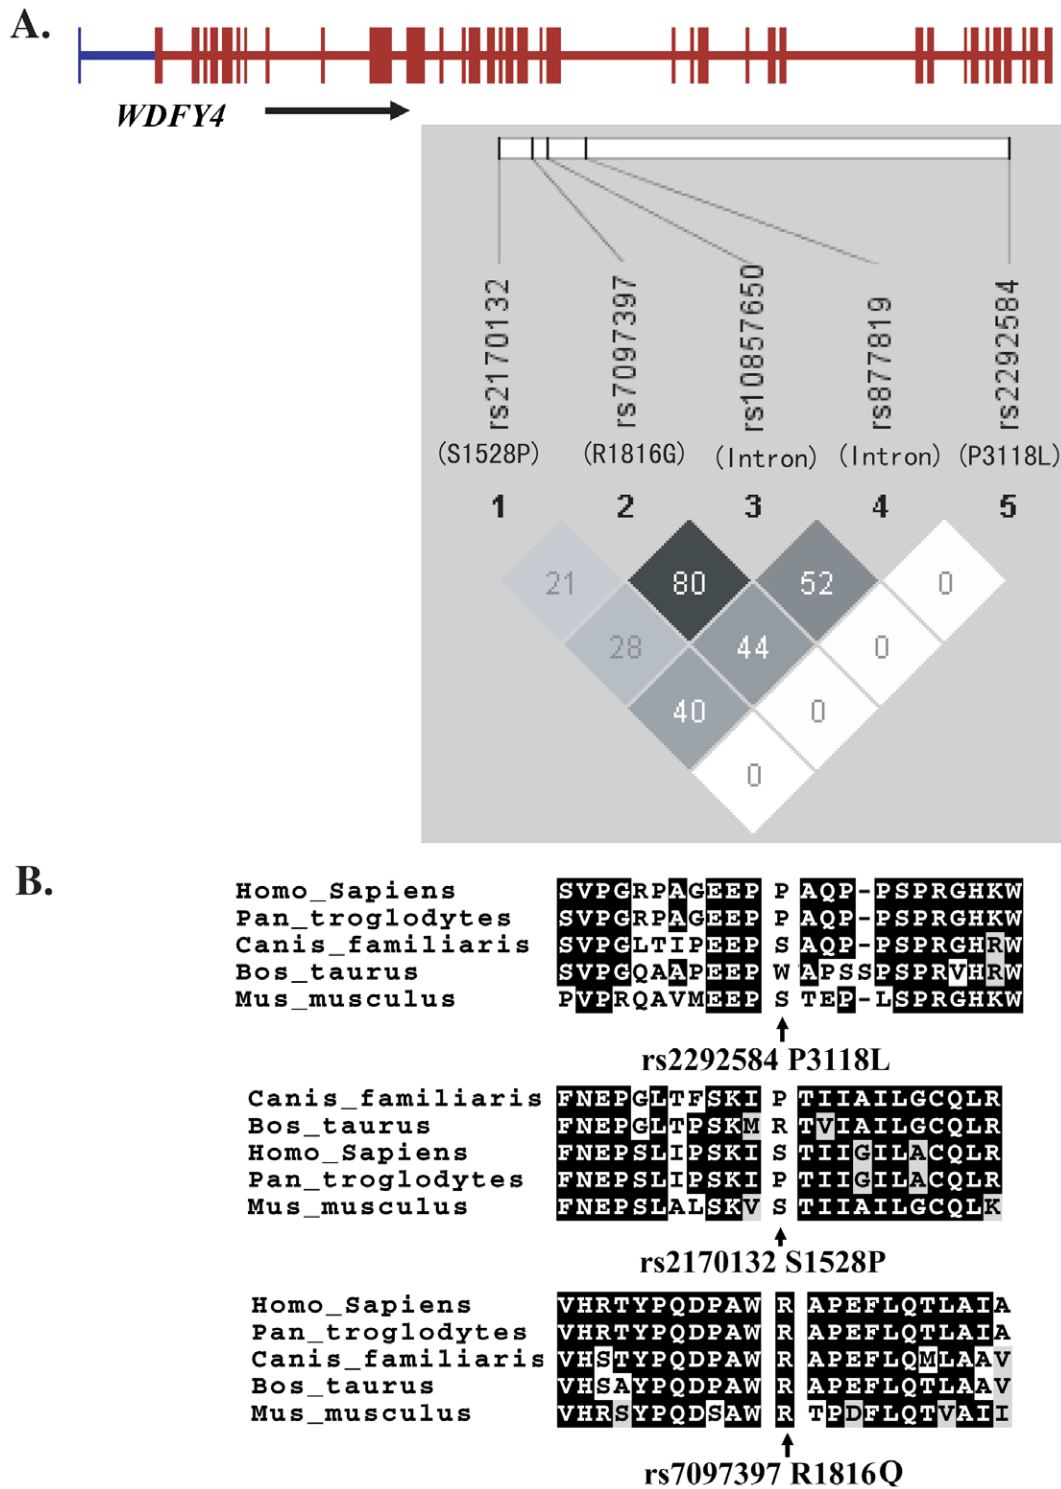 A.
WDFY4
rs2170132 rs7097397 rs10857650 rs877819 rs2292584
(S1528P) (R1816G) (Intron) (Intron) (P3118L)
1 2 3 4 5
21 80 52 0
28 44 0
40 0
0
B.
Homo_Sapiens SVPGRPAGEEP P AQP-PSPRGHKW
Pan_troglodytes SVPGRPAGEEP P AQP-PSPRGHKW
Canis_familiaris SVPGLTIPEEP S AQP-PSPRGHRW
Bos_taurus SVPGQAAPEEP W APSSPSPRVHRW
Mus_musculus PVPRQAVMEEP S TEP-LSPRGHKW
rs2292584 P3118L
Canis_familiaris FNEPGLTFSKI P TIIAILGCQLR
Bos_taurus FNEPGLTPSKM R TVIAILGCQLR
Homo_Sapiens FNEPSLIPSKI S TIIGILACQLR
Pan_troglodytes FNEPSLIPSKI P TIIGILACQLR
Mus_musculus FNEPSLALSKV S TIIAILGCQLK
rs2170132 S1528P
Homo_Sapiens VHRTYPQDPAW R APEFLQTLAIA
Pan_troglodytes VHRTYPQDPAW R APEFLQTLAIA
Canis_familiaris VHSTYPQDPAW R APEFLQMLAAV
Bos_taurus VHSAYPQDPAW R APEFLQTLAAV
Mus_musculus VHRSYPQDSAW R TPDFLQTVAII
rs7097397 R1816Q